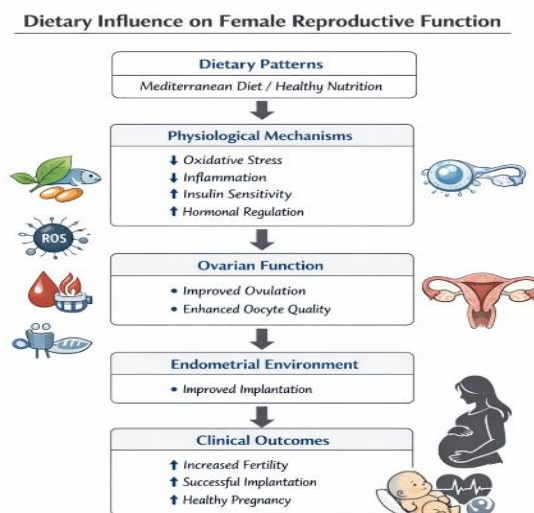 Dietary Influence on Female Reproductive Function
Dietary Patterns
Mediterranean Diet / Healthy Nutrition
Physiological Mechanisms
⬇ Oxidative Stress
⬇ Inflammation
⬆ Insulin Sensitivity
⬆ Hormonal Regulation
ROS
Ovarian Function
• Improved Ovulation
• Enhanced Oocyte Quality
Endometrial Environment
• Improved Implantation
Clinical Outcomes
⬆ Increased Fertility
⬆ Successful Implantation
⬆ Healthy Pregnancy